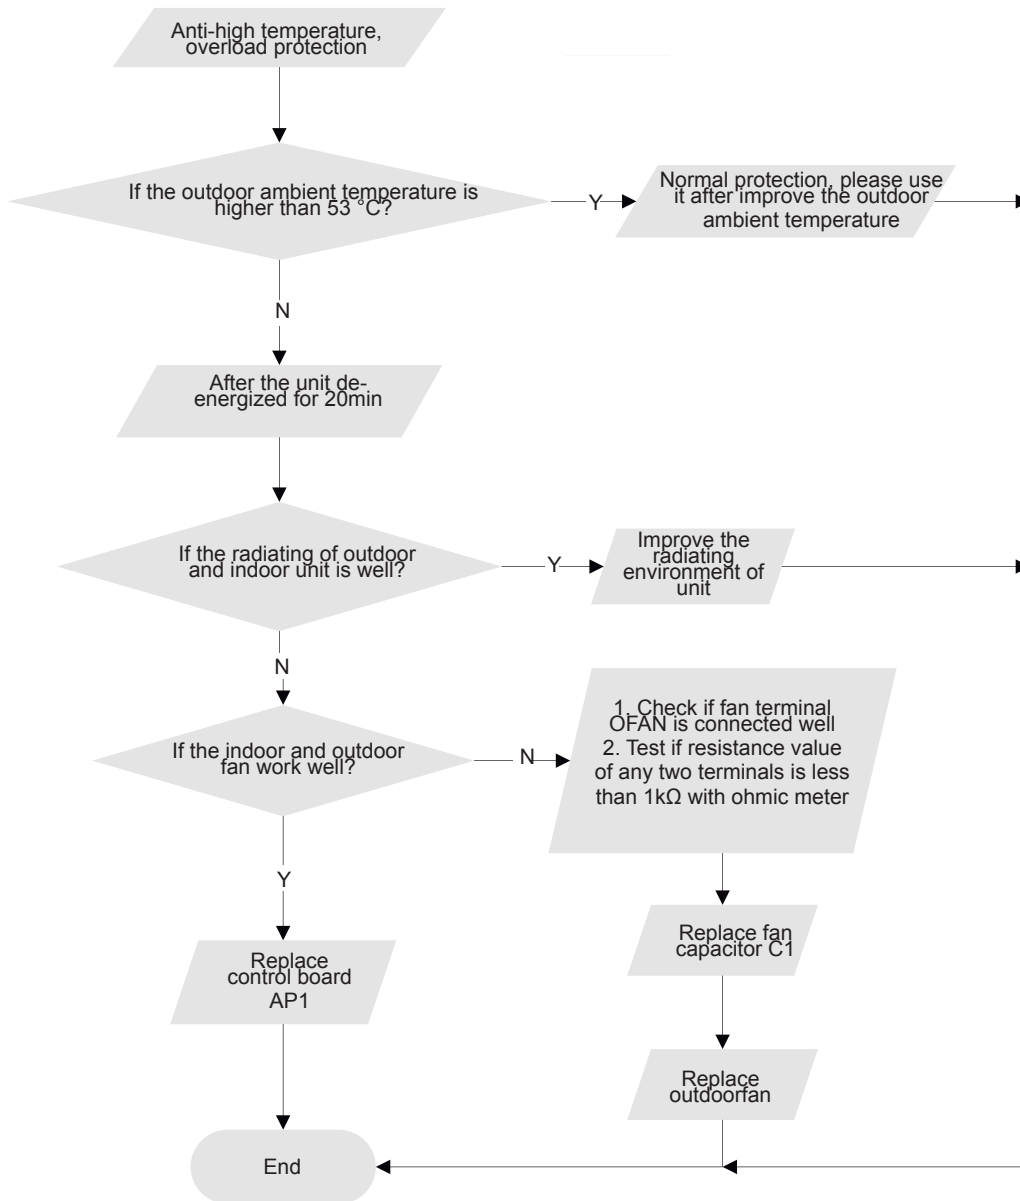 Anti-high temperature,
overload protection
If the outdoor ambient temperature is
higher than 53 °C?
Y
Normal protection, please use
it after improve the outdoor
ambient temperature
N
After the unit de-
energized for 20min
If the radiating of outdoor
and indoor unit is well?
Y
Improve the
radiating
environment of
unit
N
If the indoor and outdoor
fan work well?
N
1. Check if fan terminal
OFAN is connected well
2. Test if resistance value
of any two terminals is less
than 1kΩ with ohmic meter
Y
Replace
control board
AP1
Replace fan
capacitor C1
Replace
outdoorfan
End